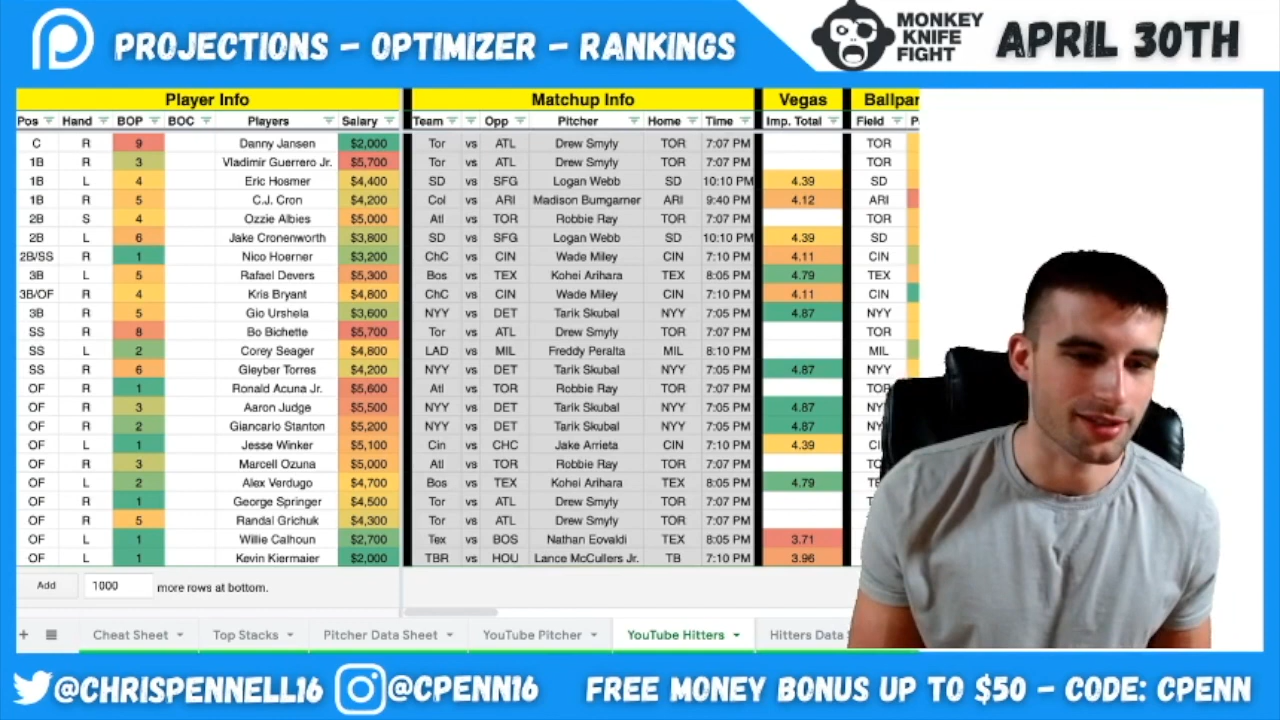 PROJECTIONS – OPTIMIZER – RANKINGS
MONKEY
KNIFE
FIGHT
APRIL 30TH
Player Info Matchup Info Vegas Ballpar
Pos Hand BOP BOC Players Salary Team vs Opp Pitcher Home Time Imp. Total Field
C R 9 Danny Jansen $2,000 Tor vs ATL Drew Smyly TOR 7:07 PM TOR
1B R 3 Vladimir Guerrero Jr. $5,700 Tor vs ATL Drew Smyly TOR 7:07 PM TOR
1B L 4 Eric Hosmer $4,400 SD vs SFG Logan Webb SD 10:10 PM 4.39 SD
1B R 5 C.J. Cron $4,200 Col vs ARI Madison Bumgarner ARI 9:40 PM 4.12 ARI
2B S 4 Ozzie Albies $5,000 Atl vs TOR Robbie Ray TOR 7:07 PM TOR
2B L 6 Jake Cronenworth $3,800 SD vs SFG Logan Webb SD 10:10 PM 4.39 SD
2B/SS R 1 Nico Hoerner $3,200 ChC vs CIN Wade Miley CIN 7:10 PM 4.11 CIN
3B L 5 Rafael Devers $5,300 Bos vs TEX Kohei Arihara TEX 8:05 PM 4.79 TEX
3B/OF R 4 Kris Bryant $4,800 ChC vs CIN Wade Miley CIN 7:10 PM 4.11 CIN
3B R 5 Gio Urshela $3,600 NYY vs DET Tarik Skubal NYY 7:05 PM 4.87 NYY
SS R 8 Bo Bichette $5,700 Tor vs ATL Drew Smyly TOR 7:07 PM TOR
SS L 2 Corey Seager $4,800 LAD vs MIL Freddy Peralta MIL 8:10 PM MIL
SS R 6 Gleyber Torres $4,200 NYY vs DET Tarik Skubal NYY 7:05 PM 4.87 NYY
OF R 1 Ronald Acuna Jr. $5,600 Atl vs TOR Robbie Ray TOR 7:07 PM TOR
OF R 3 Aaron Judge $5,500 NYY vs DET Tarik Skubal NYY 7:05 PM 4.87 NY
OF R 2 Giancarlo Stanton $5,200 NYY vs DET Tarik Skubal NYY 7:05 PM 4.87 NY
OF L 1 Jesse Winker $5,100 Cin vs CHC Jake Arrieta CIN 7:10 PM 4.39 CI
OF R 3 Marcell Ozuna $5,000 Atl vs TOR Robbie Ray TOR 7:07 PM TO
OF L 2 Alex Verdugo $4,700 Bos vs TEX Kohei Arihara TEX 8:05 PM 4.79
OF R 1 George Springer $4,500 Tor vs ATL Drew Smyly TOR 7:07 PM
OF R 5 Randal Grichuk $4,300 Tor vs ATL Drew Smyly TOR 7:07 PM
OF L 1 Willie Calhoun $2,700 Tex vs BOS Nathan Eovaldi TEX 8:05 PM 3.71
OF L 1 Kevin Kiermaier $2,000 TBR vs HOU Lance McCullers Jr. TB 7:10 PM 3.96
Add 1000 more rows at bottom.
Cheat Sheet Top Stacks Pitcher Data Sheet YouTube Pitcher YouTube Hitters Hitters Data
@CHRISPENNELL16 @CPENN16 FREE MONEY BONUS UP TO $50 – CODE: CPENN